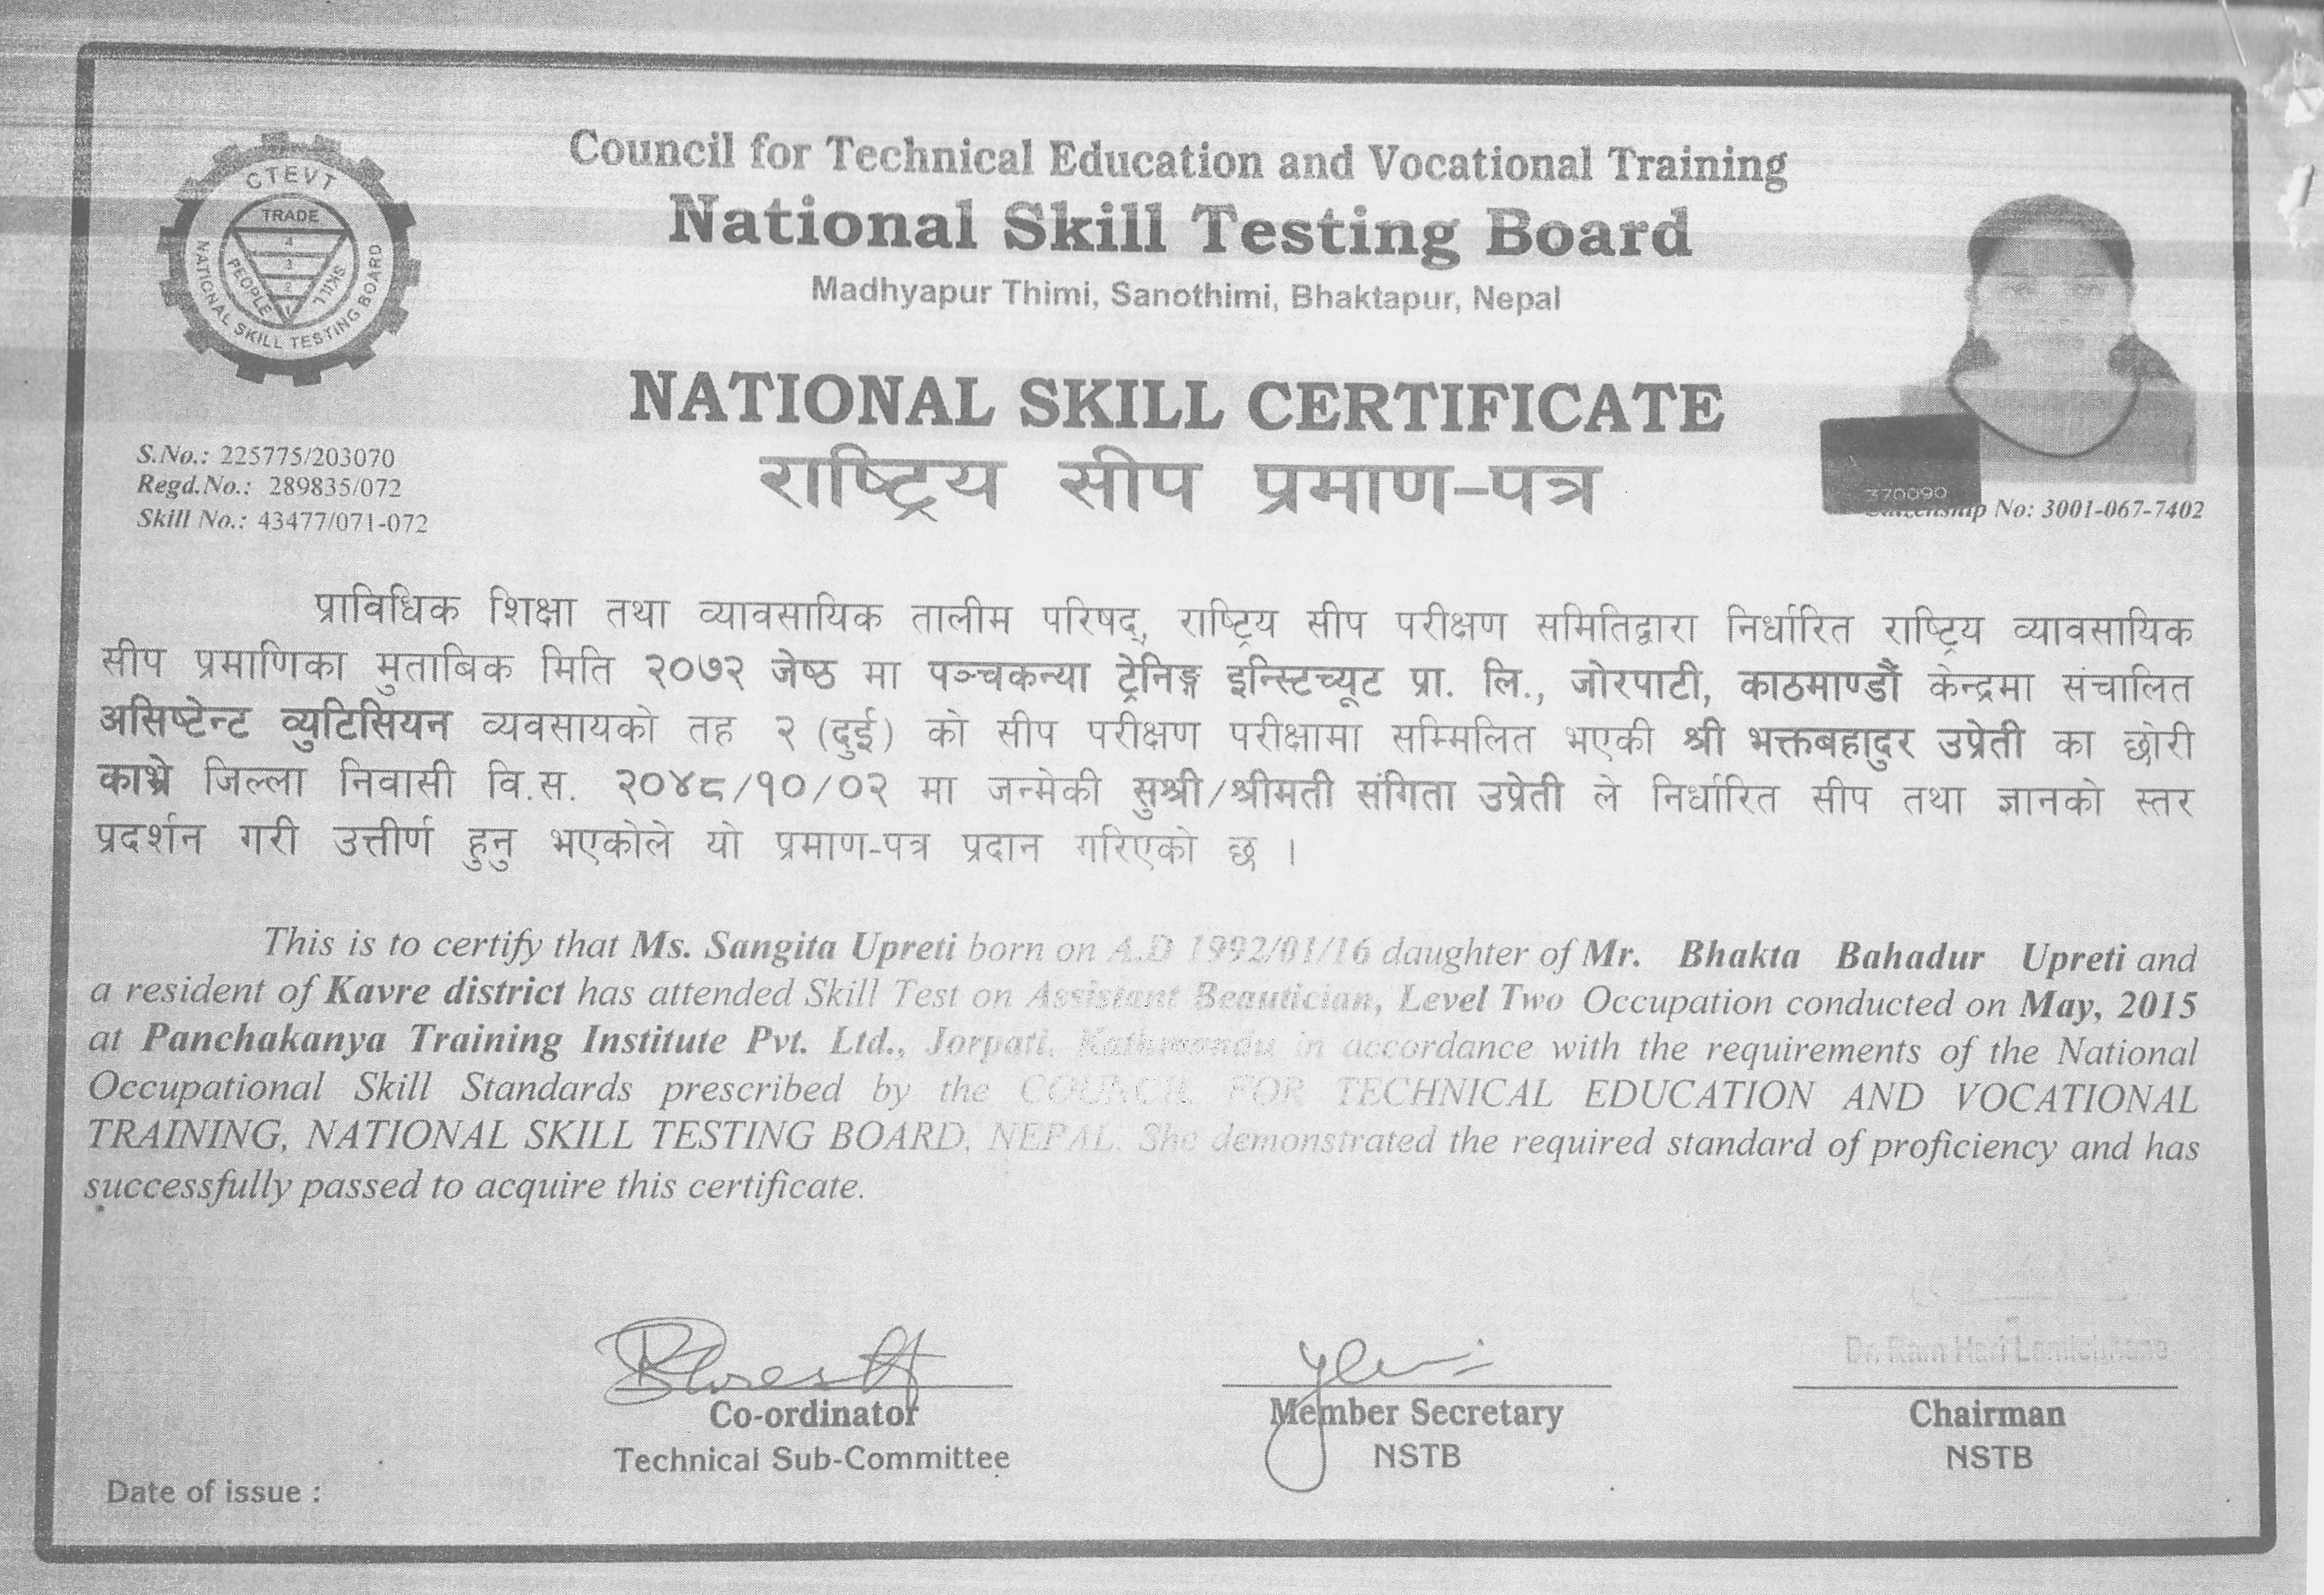 CTEVT
TRADE
4
3
2
1
PEOPLE
SKILL
NATIONAL SKILL TESTING BOARD
Council for Technical Education and Vocational Training
National Skill Testing Board
Madhyapur Thimi, Sanothimi, Bhaktapur, Nepal
NATIONAL SKILL CERTIFICATE
राष्ट्रिय सीप प्रमाण-पत्र
S.No.: 225775/203070
Regd.No.: 289835/072
Skill No.: 43477/071-072
370090
Citizenship No: 3001-067-7402
प्राविधिक शिक्षा तथा व्यावसायिक तालीम परिषद्, राष्ट्रिय सीप परीक्षण समितिद्वारा निर्धारित राष्ट्रिय व्यावसायिक
सीप प्रमाणिका मुताबिक मिति २०७२ जेष्ठ मा पञ्चकन्या ट्रेनिङ्ग इन्स्टिच्यूट प्रा. लि., जोरपाटी, काठमाण्डौं केन्द्रमा संचालित
असिष्टेन्ट व्युटिसियन व्यवसायको तह २ (दुई) को सीप परीक्षण परीक्षामा सम्मिलित भएकी श्री भक्तबहादुर उप्रेती का छोरी
काभ्रे जिल्ला निवासी वि.स. २०४८/१०/०२ मा जन्मेकी सुश्री/श्रीमती संगिता उप्रेती ले निर्धारित सीप तथा ज्ञानको स्तर
प्रदर्शन गरी उत्तीर्ण हुनु भएकोले यो प्रमाण-पत्र प्रदान गरिएको छ ।
This is to certify that Ms. Sangita Upreti born on A.D 1992/01/16 daughter of Mr. Bhakta Bahadur Upreti and
a resident of Kavre district has attended Skill Test on Assistant Beautician, Level Two Occupation conducted on May, 2015
at Panchakanya Training Institute Pvt. Ltd., Jorpati, Kathmandu in accordance with the requirements of the National
Occupational Skill Standards prescribed by the COUNCIL FOR TECHNICAL EDUCATION AND VOCATIONAL
TRAINING, NATIONAL SKILL TESTING BOARD, NEPAL. She demonstrated the required standard of proficiency and has
successfully passed to acquire this certificate.
Dr. Ram Hari Lamichhane
Co-ordinator
Member Secretary
Chairman
Technical Sub-Committee
NSTB
NSTB
Date of issue :